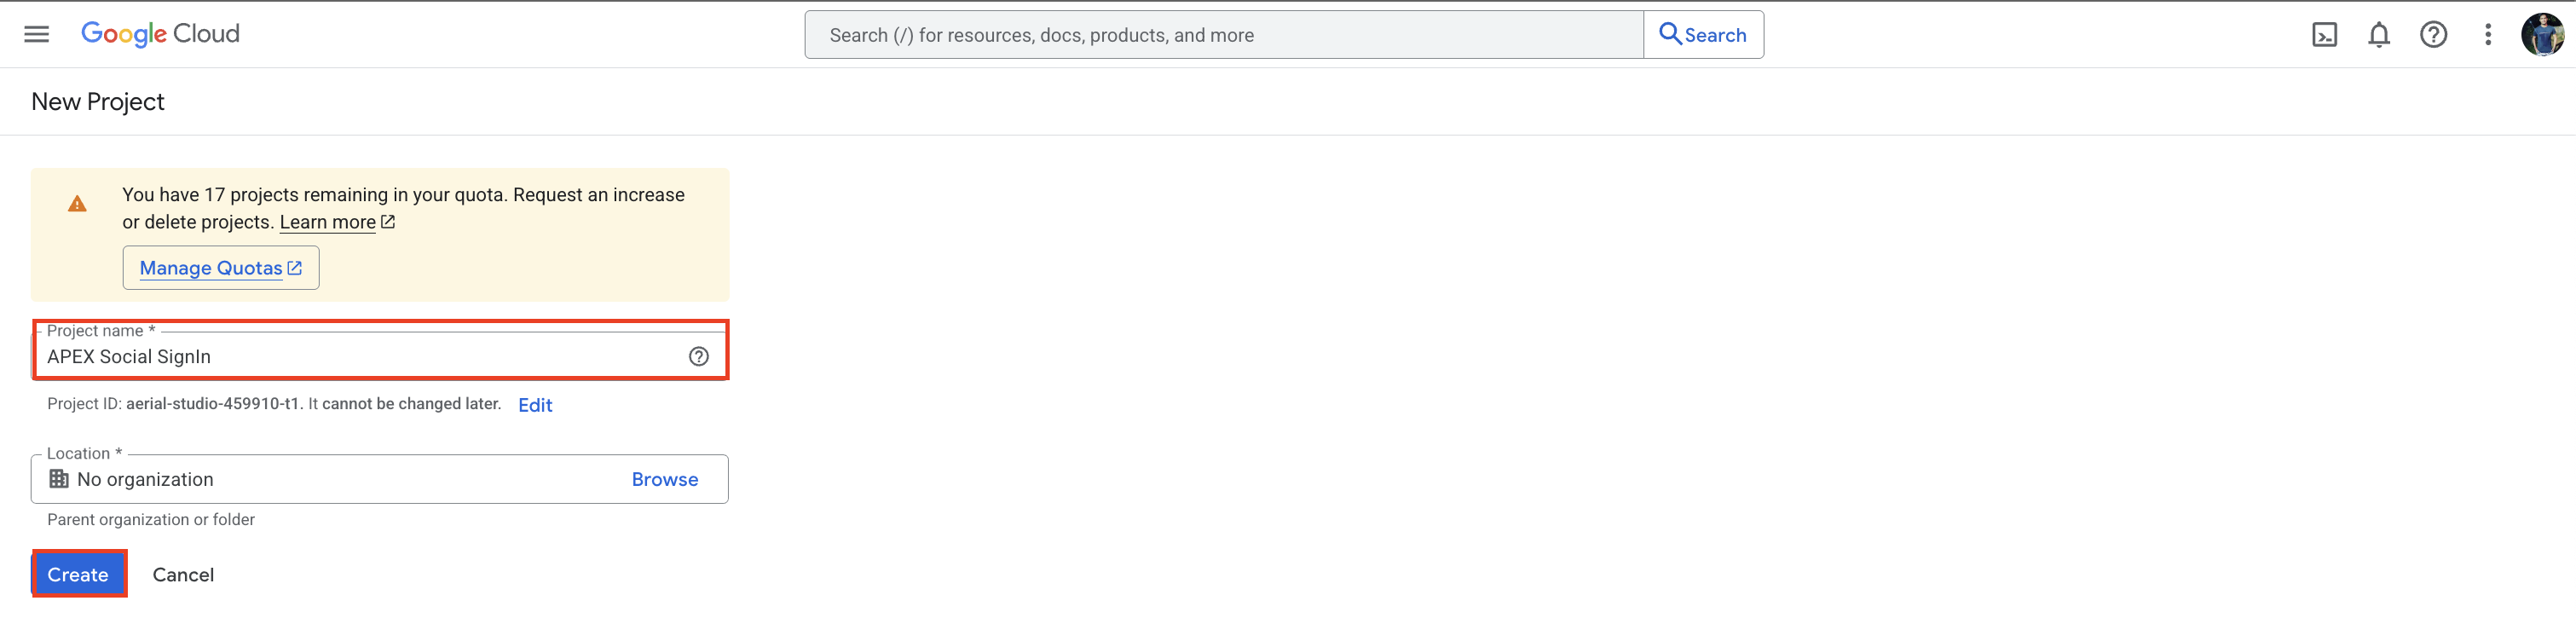 Google Cloud
Search (/) for resources, docs, products, and more
Search
New Project
You have 17 projects remaining in your quota. Request an increase
or delete projects. Learn more
Manage Quotas
Project name *
APEX Social SignIn
Project ID: aerial-studio-459910-t1. It cannot be changed later. Edit
Location *
No organization
Browse
Parent organization or folder
Create
Cancel